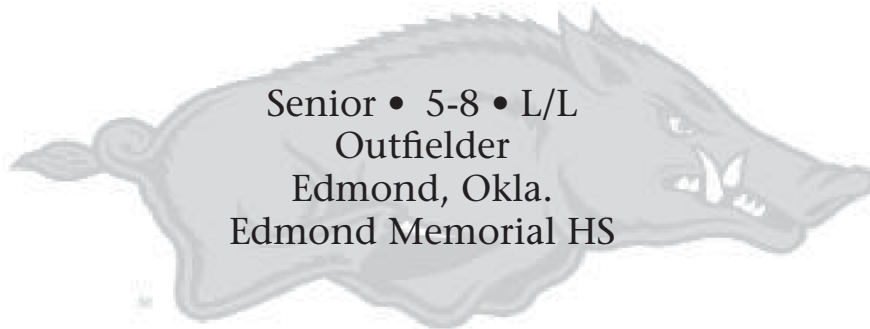 Senior • 5-8 • L/L
Outfielder
Edmond, Okla.
Edmond Memorial HS